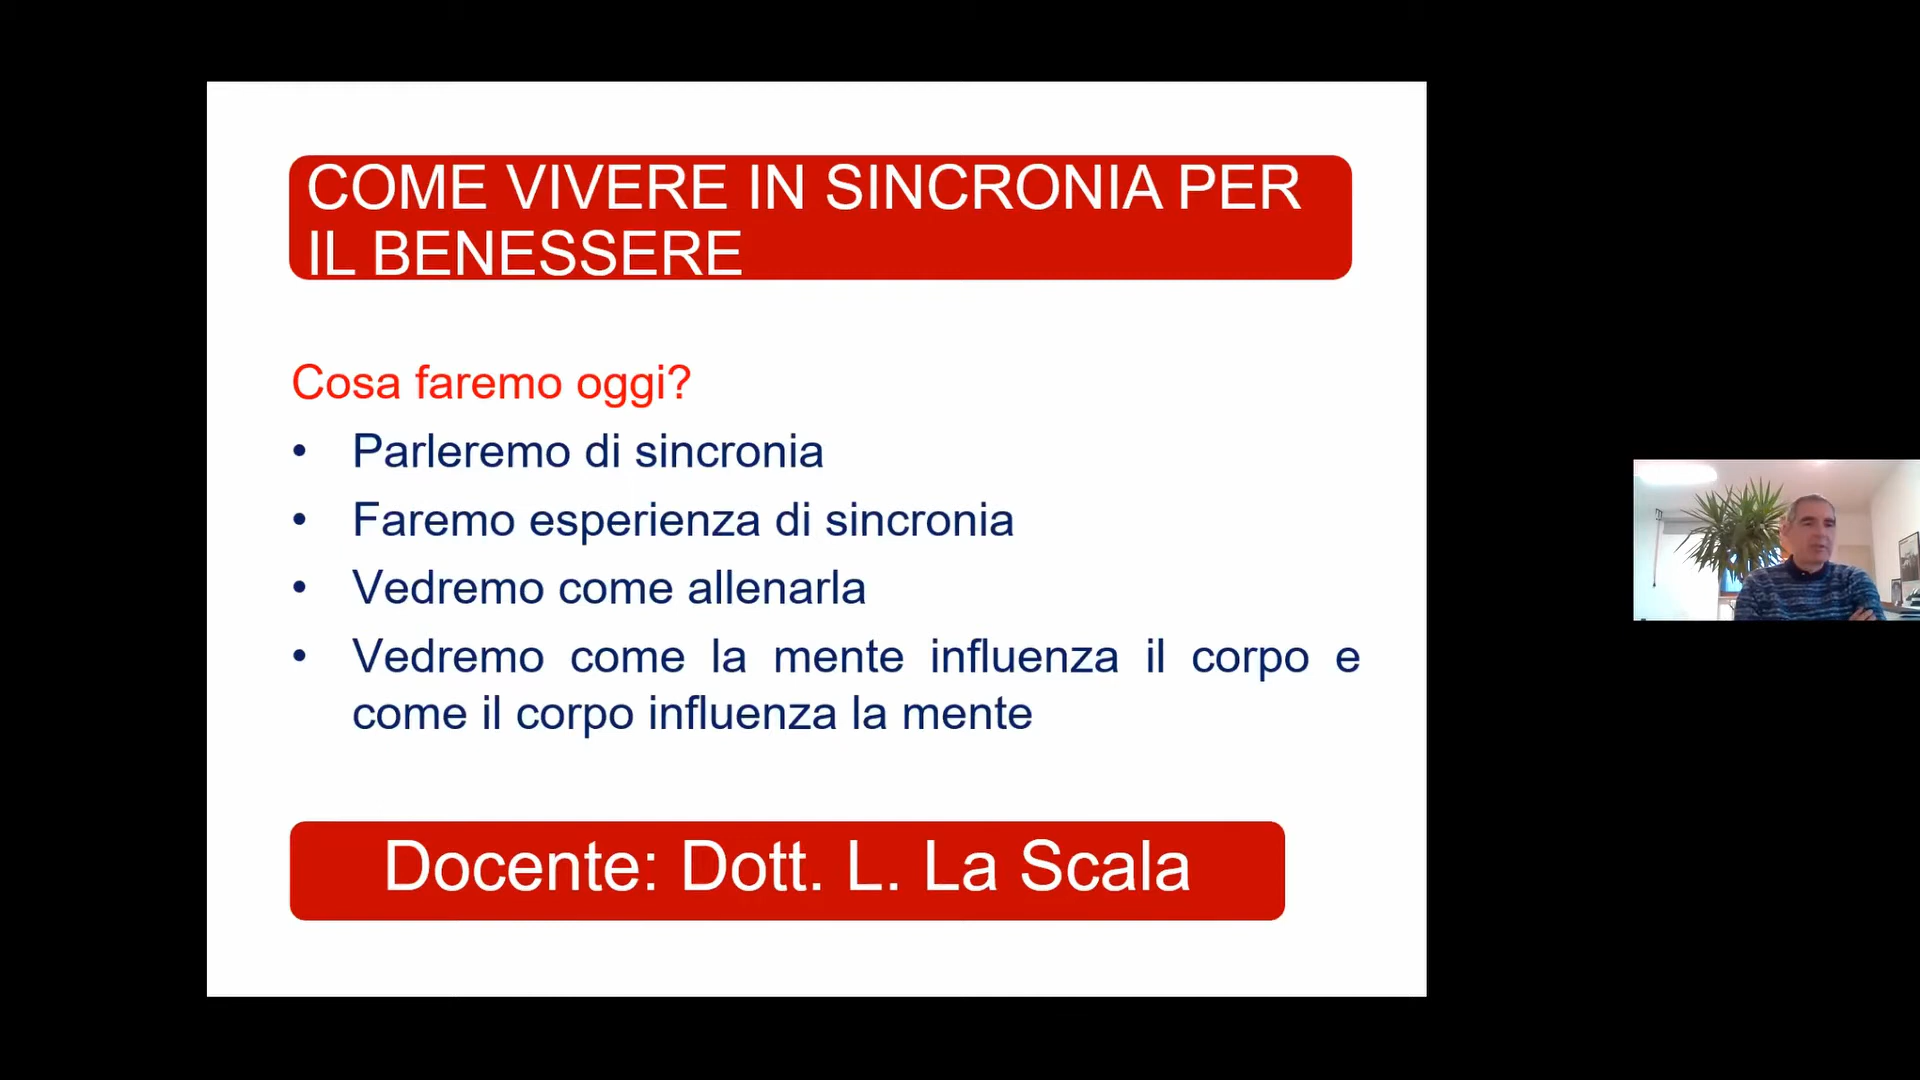 COME VIVERE IN SINCRONIA PER
IL BENESSERE
Cosa faremo oggi?
• Parleremo di sincronia
• Faremo esperienza di sincronia
• Vedremo come allenarla
• Vedremo come la mente influenza il corpo e
come il corpo influenza la mente
Docente: Dott. L. La Scala